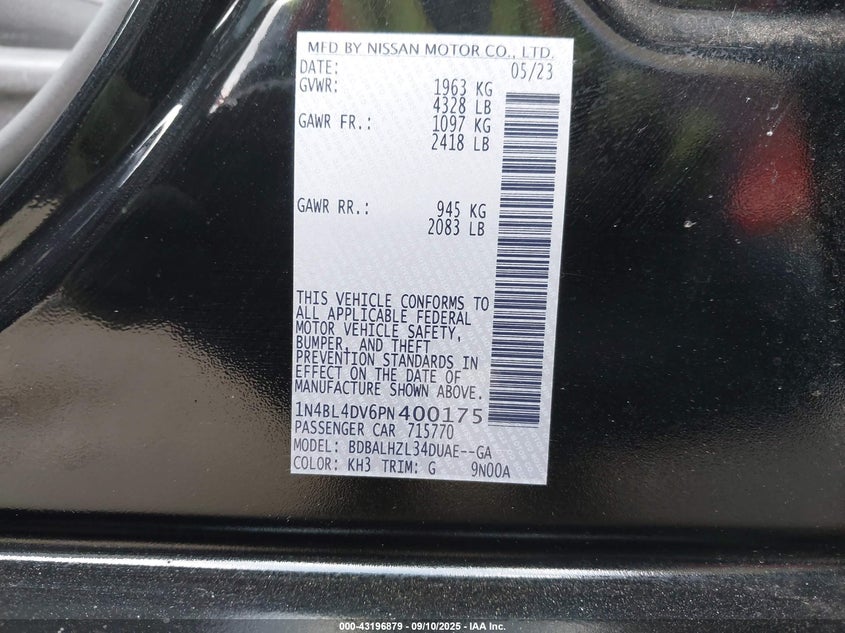 MFD BY NISSAN MOTOR CO., LTD.
DATE: 05/23
GVWR: 1963 KG
4328 LB
GAWR FR.: 1097 KG
2418 LB
GAWR RR.: 945 KG
2083 LB
THIS VEHICLE CONFORMS TO
ALL APPLICABLE FEDERAL
MOTOR VEHICLE SAFETY,
BUMPER, AND THEFT
PREVENTION STANDARDS IN
EFFECT ON THE DATE OF
MANUFACTURE SHOWN ABOVE.
1N4BL4DV6PN400175
PASSENGER CAR 715770
MODEL: BDBALHZL34DUAE--GA
COLOR: KH3 TRIM: G 9N00A
000-43196879 - 09/10/2025 - IAA Inc.